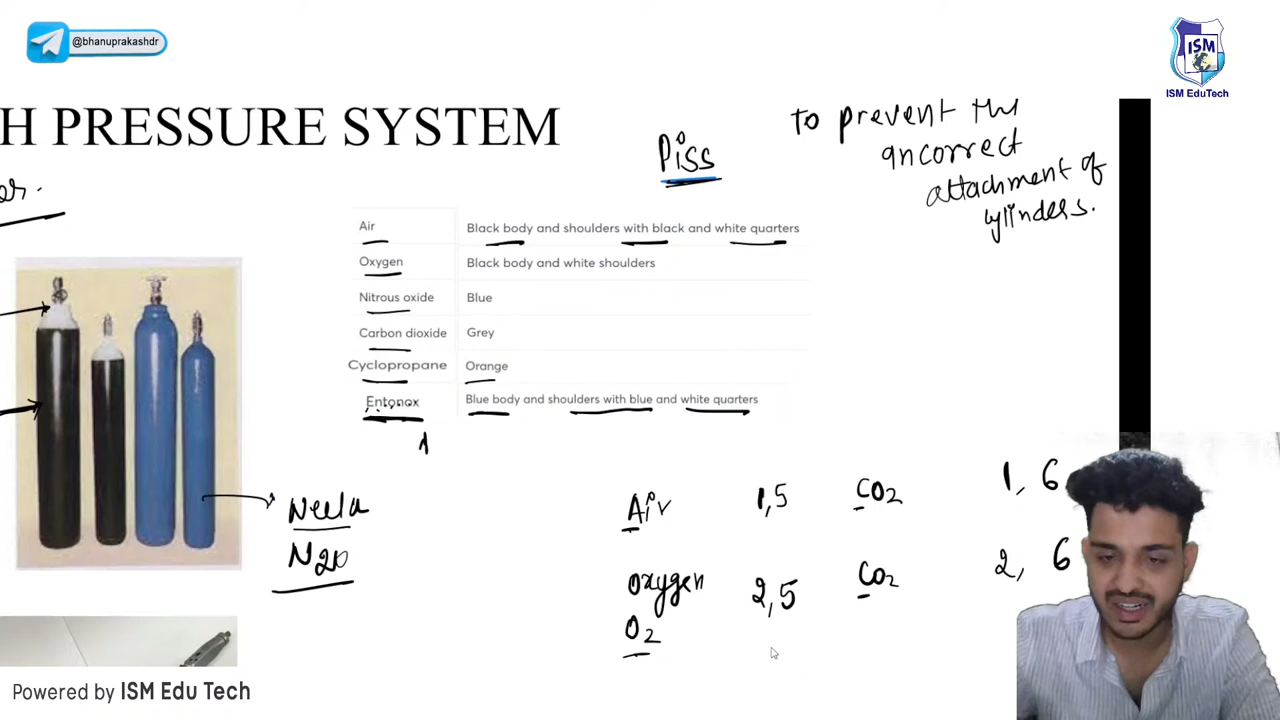 @bhanuprakashdr
ISM
ISM EduTech
H PRESSURE SYSTEM
Piss
to prevent the
ancorrect
attachment of
cylinders.
or.
Air Black body and shoulders with black and white quarters
Oxygen Black body and white shoulders
Nitrous oxide Blue
Carbon dioxide Grey
Cyclopropane Orange
Entonox Blue body and shoulders with blue and white quarters
Neela
N20
Air 1,5 CO2 1, 6
Oxygen 2,5 CO2 2, 6
O2
Powered by ISM Edu Tech